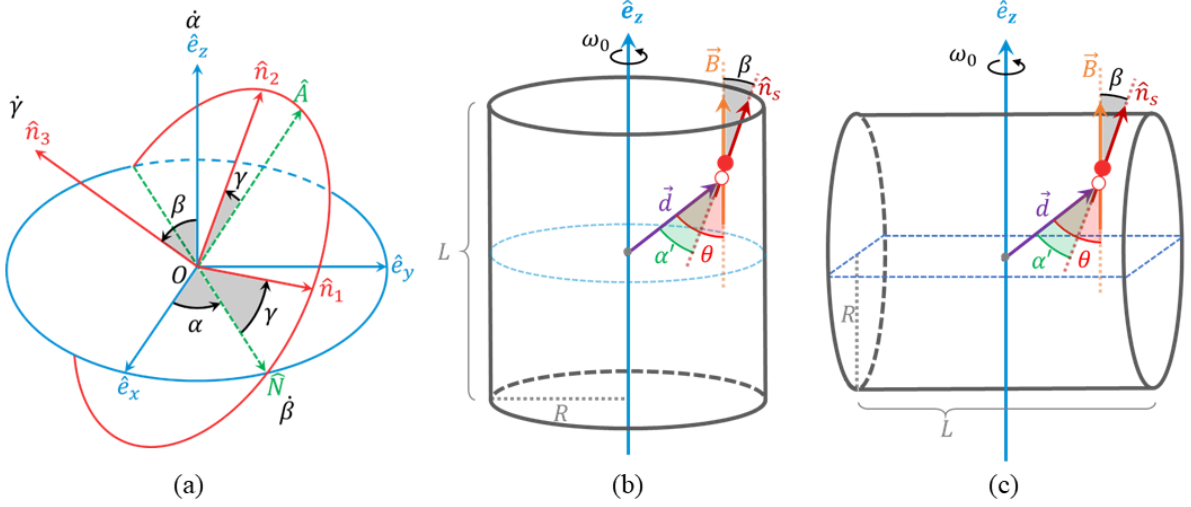 α̇
ê_z
n̂_2
Â
γ̇
n̂_3
γ
β
O
ê_y
n̂_1
α
γ
ê_x
N̂
β̇
(a)
ê_z
ω_0
B⃗
β
n̂_s
d⃗
α′
θ
L
R
(b)
ê_z
ω_0
B⃗
β
n̂_s
d⃗
α′
θ
R
L
(c)